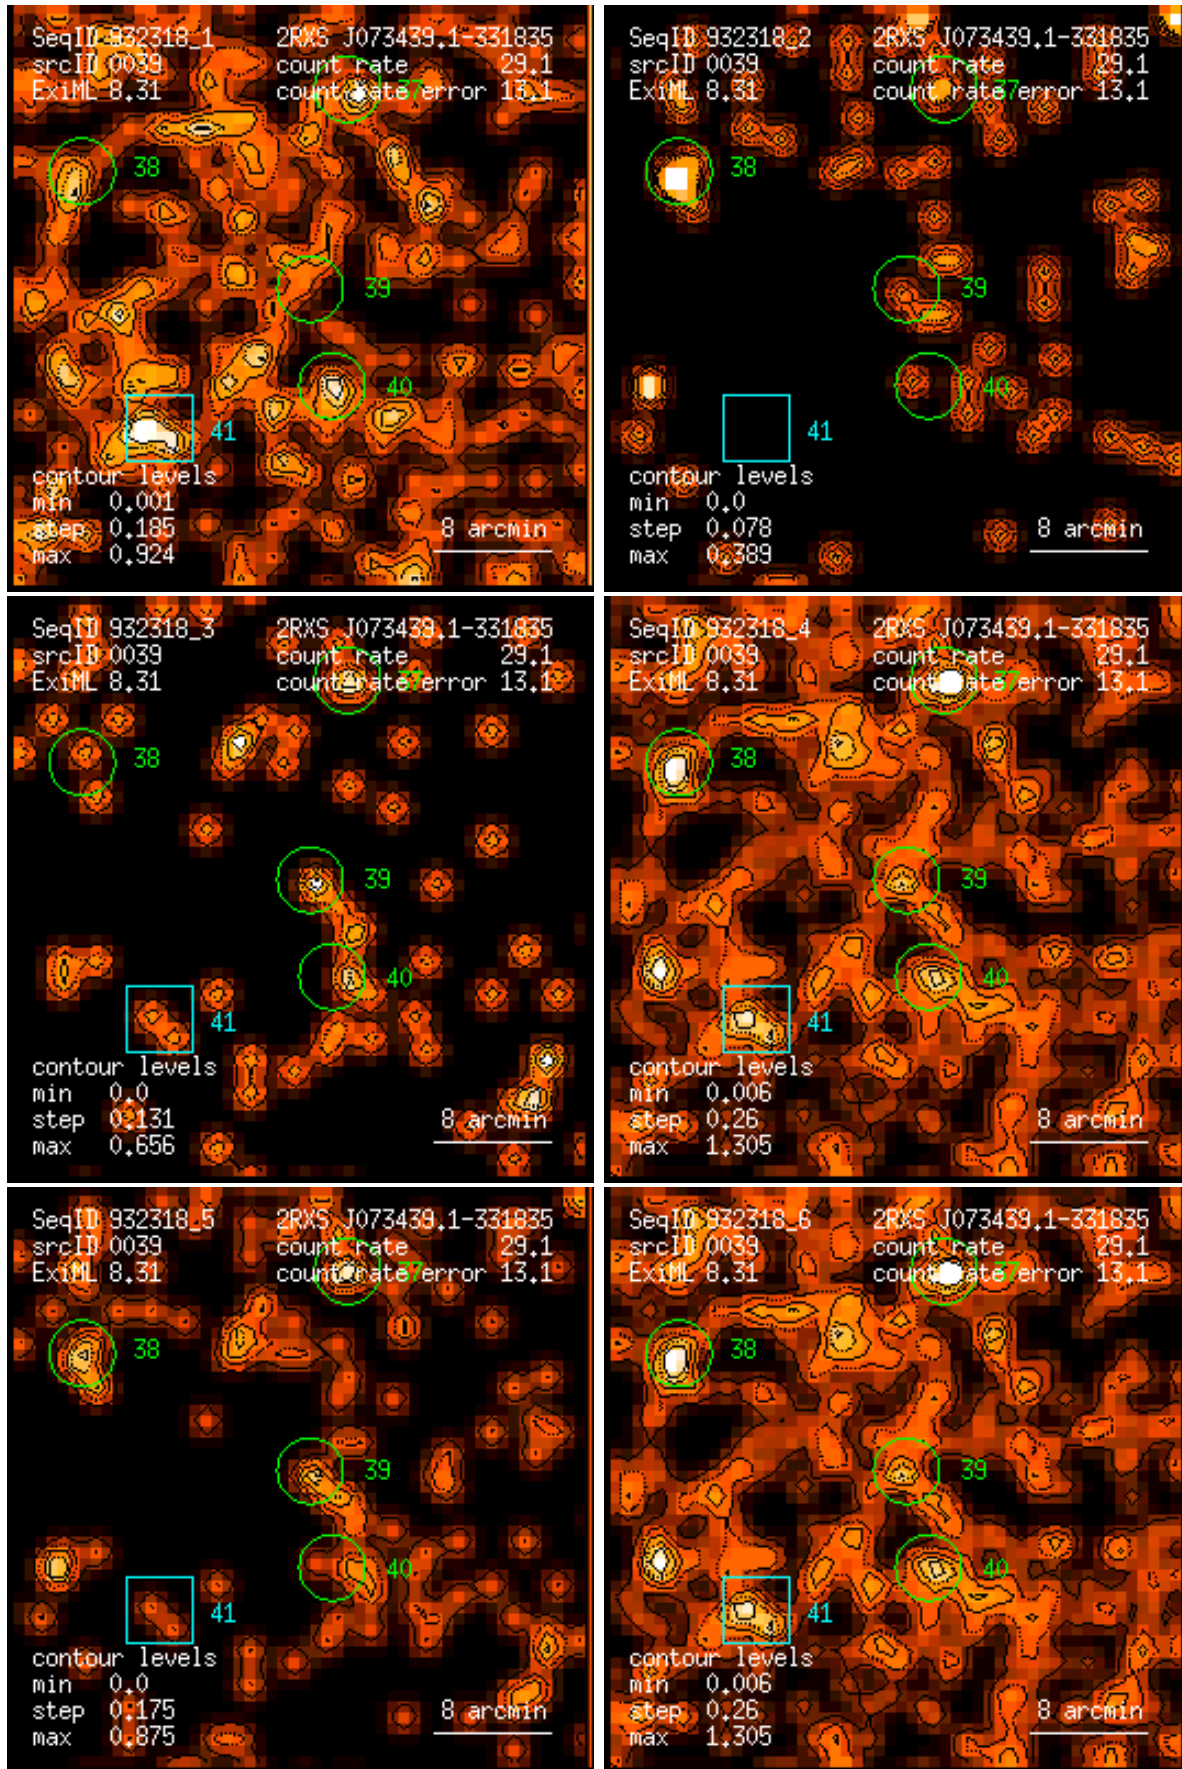 SeqID 932318_1 2RXS J073439.1-331835
srcID 0039 count rate 29.1
ExiML 8.31 count rate error 13.1
37
38
39
40
41
contour levels
min 0.001
step 0.185 8 arcmin
max 0.924
SeqID 932318_2 2RXS J073439.1-331835
srcID 0039 count rate 29.1
ExiML 8.31 count rate error 13.1
37
38
39
40
41
contour levels
min 0.0
step 0.078 8 arcmin
max 0.389
SeqID 932318_3 2RXS J073439.1-331835
srcID 0039 count rate 29.1
ExiML 8.31 count rate error 13.1
37
38
39
40
41
contour levels
min 0.0
step 0.131 8 arcmin
max 0.656
SeqID 932318_4 2RXS J073439.1-331835
srcID 0039 count rate 29.1
ExiML 8.31 count rate error 13.1
37
38
39
40
41
contour levels
min 0.006
step 0.26 8 arcmin
max 1.305
SeqID 932318_5 2RXS J073439.1-331835
srcID 0039 count rate 29.1
ExiML 8.31 count rate error 13.1
37
38
39
40
41
contour levels
min 0.0
step 0.175 8 arcmin
max 0.875
SeqID 932318_6 2RXS J073439.1-331835
srcID 0039 count rate 29.1
ExiML 8.31 count rate error 13.1
37
38
39
40
41
contour levels
min 0.006
step 0.26 8 arcmin
max 1.305